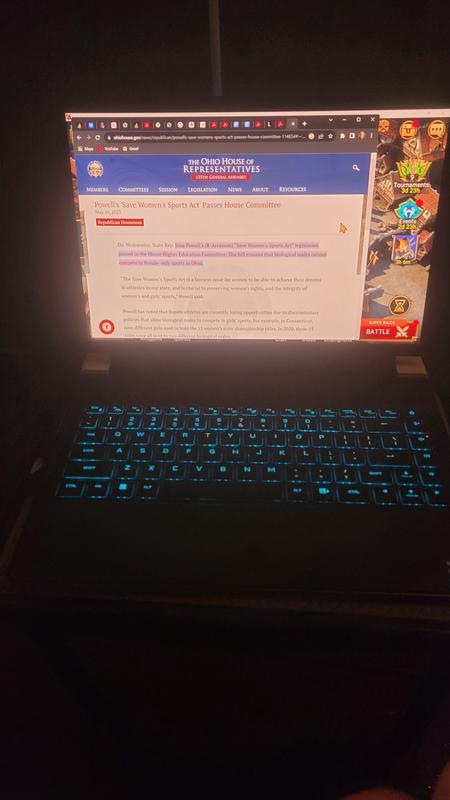 ohiohouse.gov/news/republican/powells-save-womens-sports-act-passes-house-committee-114654
Maps YouTube Gmail
THE OHIO HOUSE OF
REPRESENTATIVES
135TH GENERAL ASSEMBLY
MEMBERS COMMITTEES SESSION LEGISLATION NEWS ABOUT RESOURCES
Powell's 'Save Women's Sports Act' Passes House Committee
Republican Newsroom
On Wednesday, State Rep. Jena Powell's (R-Arcanum) "Save Women's Sports Act" legislation
passed in the House Higher Education Committee. The bill ensures that biological males cannot
compete in female-only sports in Ohio.
"The Save Women's Sports Act is a fairness issue for women to be able to achieve their dreams
in athletics in our state, and is crucial to preserving women's rights, and the integrity of
women's and girls' sports," Powell said.
Powell has noted that female athletes are currently losing opportunities due to discriminatory
policies that allow biological males to compete in girls' sports. For example, in Connecticut,
nine different girls used to hold the 15 women's state championship titles. In 2020, those 15
titles were all held by two different biological males.
Tournaments
3d 23h
Events
2d 23h
SUPER RAIDS
BATTLE
Q W E R T Y U I O P
A S D F G H J K L
SHIFT Z X C V B N M SHIFT
CTRL FN ALT ALT CTRL